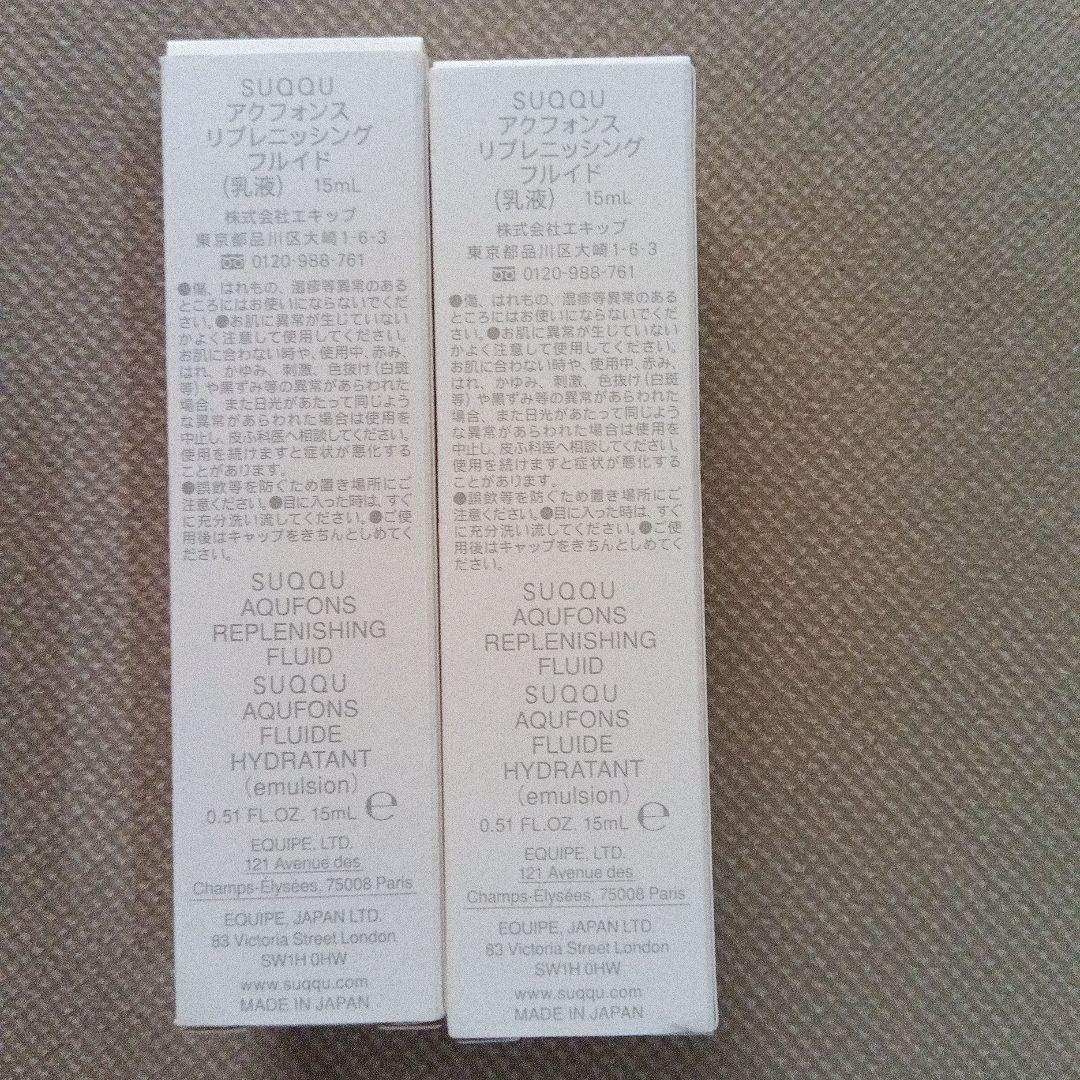 SUQQU
アクフォンス
リプレニッシング
フルイド
(乳液) 15mL
株式会社エキップ
東京都品川区大崎1-6-3
0120-988-761
●傷、はれもの、湿疹等異常のある
ところにはお使いにならないでくだ
さい。●お肌に異常が生じていない
かよく注意して使用してください。
お肌に合わない時や、使用中、赤み、
はれ、かゆみ、刺激、色抜け(白斑
等)や黒ずみ等の異常があらわれた
場合、また日光があたって同じよう
な異常があらわれた場合は使用を
中止し、皮ふ科医へ相談してください。
使用を続けますと症状が悪化する
ことがあります。
●誤飲等を防ぐため置き場所にご
注意ください。●目に入った時は、すぐ
に充分洗い流してください。●ご使
用後はキャップをきちんとしめてく
ださい。
SUQQU
AQUFONS
REPLENISHING
FLUID
SUQQU
AQUFONS
FLUIDE
HYDRATANT
(emulsion)
0.51 FL.OZ. 15mL ℮
EQUIPE, LTD.
121 Avenue des
Champs-Élysées, 75008 Paris
EQUIPE, JAPAN LTD.
83 Victoria Street London
SW1H 0HW
www.suqqu.com
MADE IN JAPAN
SUQQU
アクフォンス
リプレニッシング
フルイド
(乳液) 15mL
株式会社エキップ
東京都品川区大崎1-6-3
0120-988-761
●傷、はれもの、湿疹等異常のある
ところにはお使いにならないでくだ
さい。●お肌に異常が生じていない
かよく注意して使用してください。
お肌に合わない時や、使用中、赤み、
はれ、かゆみ、刺激、色抜け(白斑
等)や黒ずみ等の異常があらわれた
場合、また日光があたって同じよう
な異常があらわれた場合は使用を
中止し、皮ふ科医へ相談してください。
使用を続けますと症状が悪化する
ことがあります。
●誤飲等を防ぐため置き場所にご
注意ください。●目に入った時は、すぐ
に充分洗い流してください。●ご使
用後はキャップをきちんとしめてく
ださい。
SUQQU
AQUFONS
REPLENISHING
FLUID
SUQQU
AQUFONS
FLUIDE
HYDRATANT
(emulsion)
0.51 FL.OZ. 15mL ℮
EQUIPE, LTD.
121 Avenue des
Champs-Élysées, 75008 Paris
EQUIPE, JAPAN LTD
83 Victoria Street London
SW1H 0HW
www.suqqu.com
MADE IN JAPAN